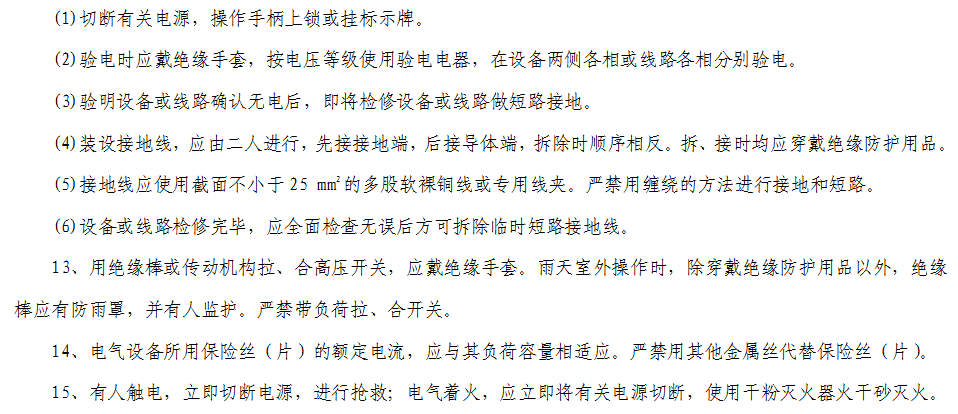 (1)切断有关电源，操作手柄上锁或挂标示牌。
(2)验电时应戴绝缘手套，按电压等级使用验电电器，在设备两侧各相或线路各相分别验电。
(3)验明设备或线路确认无电后，即将检修设备或线路做短路接地。
(4)装设接地线，应由二人进行，先接接地端，后接导体端，拆除时顺序相反。拆、接时均应穿戴绝缘防护用品。
(5)接地线应使用截面不小于25 mm²的多股软裸铜线或专用线夹。严禁用缠绕的方法进行接地和短路。
(6)设备或线路检修完毕，应全面检查无误后方可拆除临时短路接地线。
13、用绝缘棒或传动机构拉、合高压开关，应戴绝缘手套。雨天室外操作时，除穿戴绝缘防护用品以外，绝缘
棒应有防雨罩，并有人监护。严禁带负荷拉、合开关。
14、电气设备所用保险丝（片）的额定电流，应与其负荷容量相适应。严禁用其他金属丝代替保险丝（片）。
15、有人触电，立即切断电源，进行抢救；电气着火，应立即将有关电源切断，使用干粉灭火器火干砂灭火。